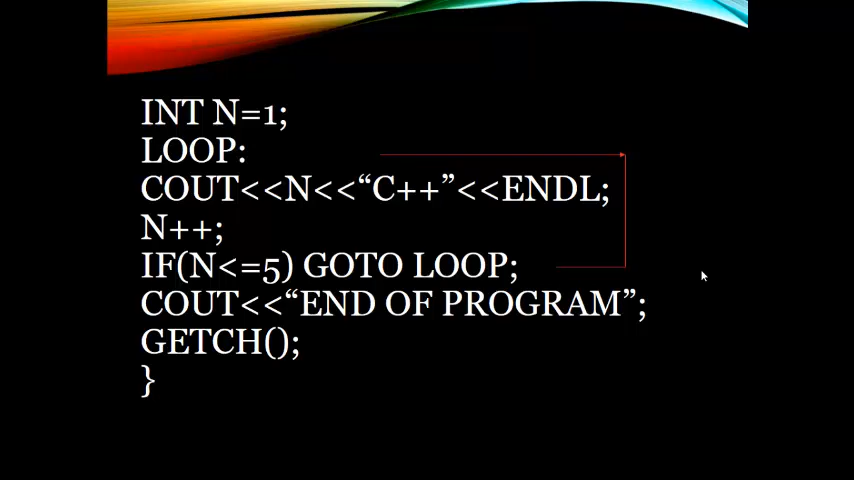 INT N=1;
LOOP:
COUT<<N<<“C++”<<ENDL;
N++;
IF(N<=5) GOTO LOOP;
COUT<<“END OF PROGRAM”;
GETCH();
}